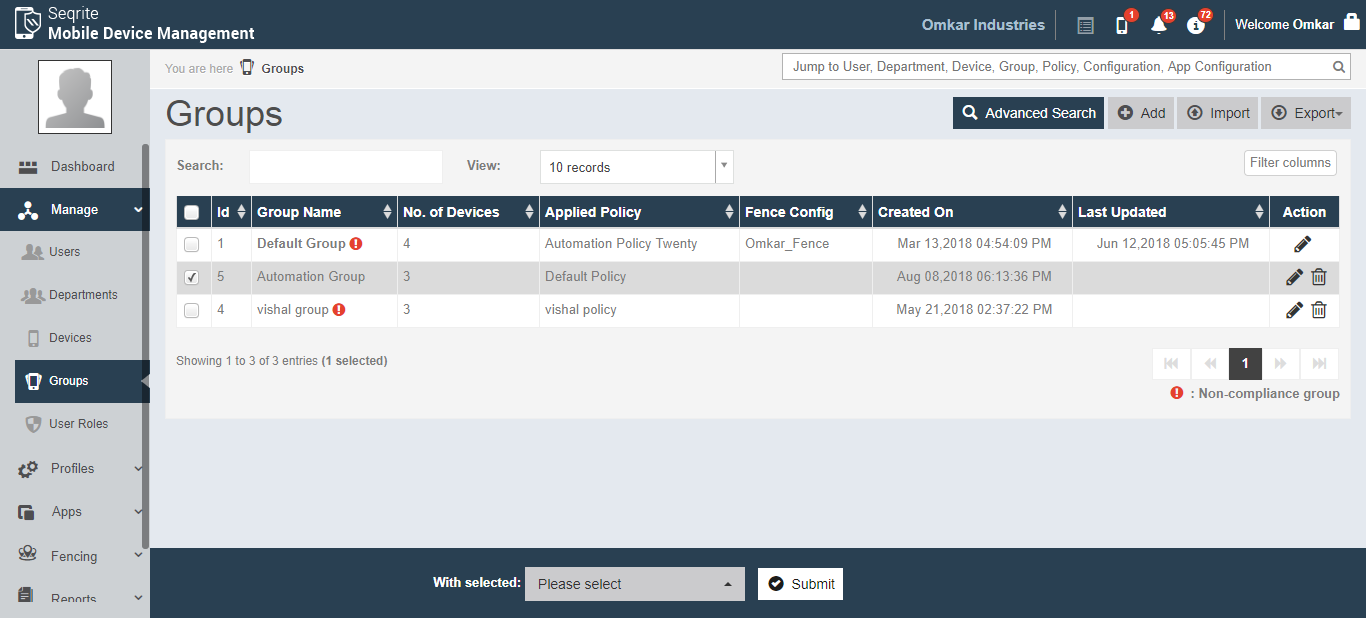 Seqrite
Mobile Device Management
Omkar Industries
1
13
72
Welcome Omkar
You are here Groups
Jump to User, Department, Device, Group, Policy, Configuration, App Configuration
Groups
Advanced Search
Add
Import
Export
Dashboard
Manage
Users
Departments
Devices
Groups
User Roles
Profiles
Apps
Fencing
Reports
Search:
View:
10 records
Filter columns
Id Group Name No. of Devices Applied Policy Fence Config Created On Last Updated Action
1 Default Group 4 Automation Policy Twenty Omkar_Fence Mar 13,2018 04:54:09 PM Jun 12,2018 05:05:45 PM
5 Automation Group 3 Default Policy Aug 08,2018 06:13:36 PM
4 vishal group 3 vishal policy May 21,2018 02:37:22 PM
Showing 1 to 3 of 3 entries (1 selected)
1
: Non-compliance group
With selected: Please select Submit